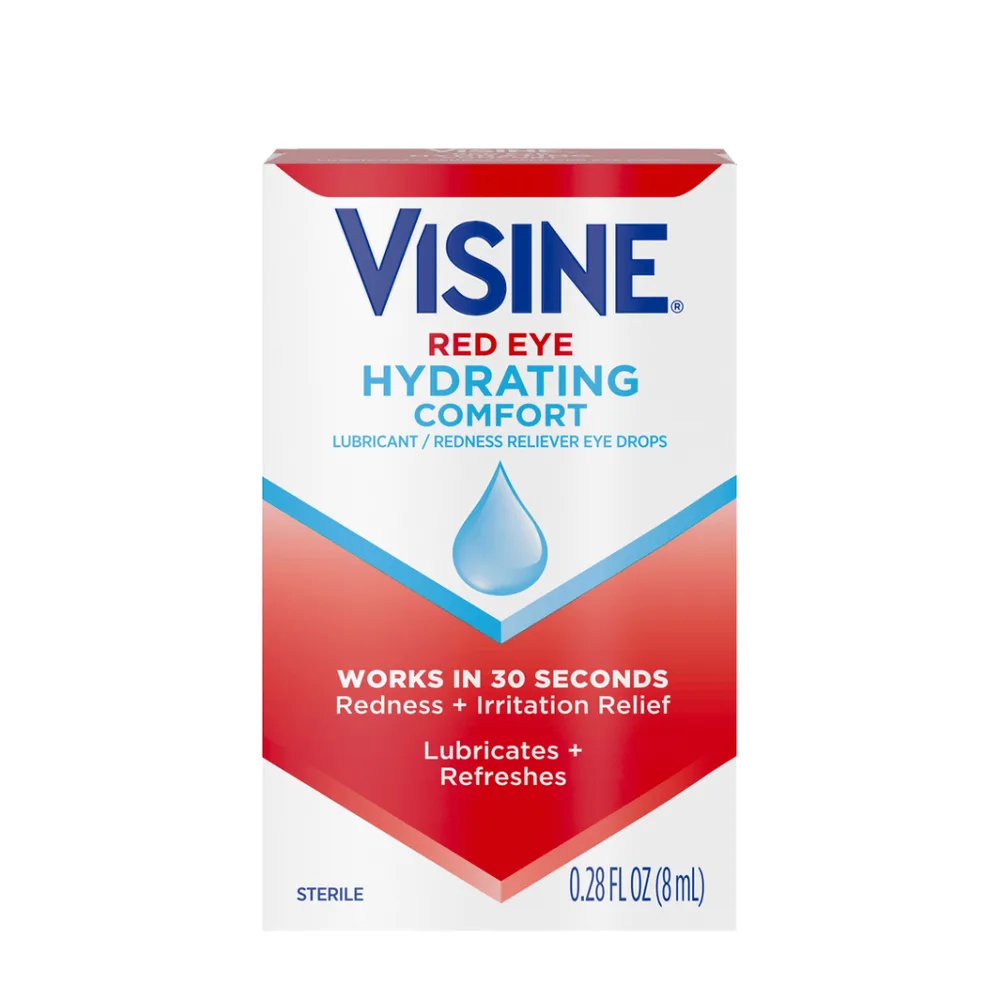 VISINE®
RED EYE
HYDRATING
COMFORT
LUBRICANT / REDNESS RELIEVER EYE DROPS
WORKS IN 30 SECONDS
Redness + Irritation Relief
Lubricates +
Refreshes
STERILE
0.28 FL OZ (8 mL)